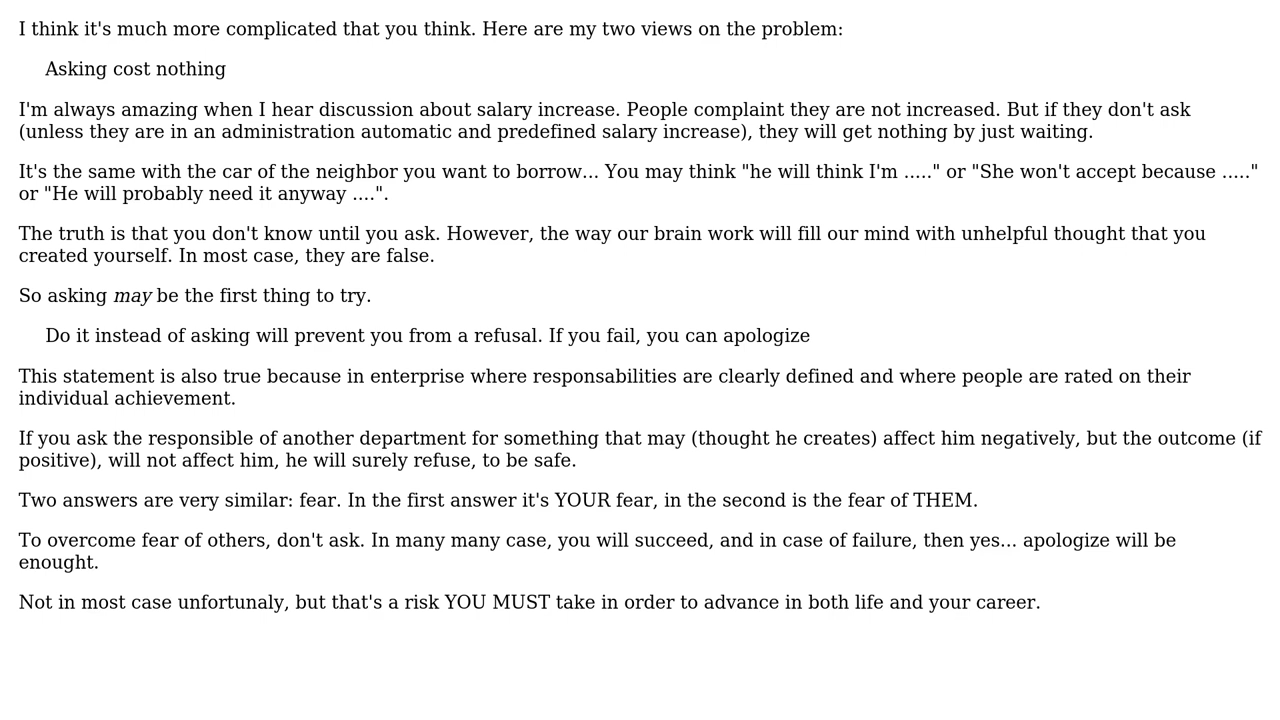 I think it's much more complicated that you think. Here are my two views on the problem:
Asking cost nothing
I'm always amazing when I hear discussion about salary increase. People complaint they are not increased. But if they don't ask
(unless they are in an administration automatic and predefined salary increase), they will get nothing by just waiting.
It's the same with the car of the neighbor you want to borrow... You may think "he will think I'm ....." or "She won't accept because ....."
or "He will probably need it anyway ....".
The truth is that you don't know until you ask. However, the way our brain work will fill our mind with unhelpful thought that you
created yourself. In most case, they are false.
So asking may be the first thing to try.
Do it instead of asking will prevent you from a refusal. If you fail, you can apologize
This statement is also true because in enterprise where responsabilities are clearly defined and where people are rated on their
individual achievement.
If you ask the responsible of another department for something that may (thought he creates) affect him negatively, but the outcome (if
positive), will not affect him, he will surely refuse, to be safe.
Two answers are very similar: fear. In the first answer it's YOUR fear, in the second is the fear of THEM.
To overcome fear of others, don't ask. In many many case, you will succeed, and in case of failure, then yes... apologize will be
enought.
Not in most case unfortunaly, but that's a risk YOU MUST take in order to advance in both life and your career.